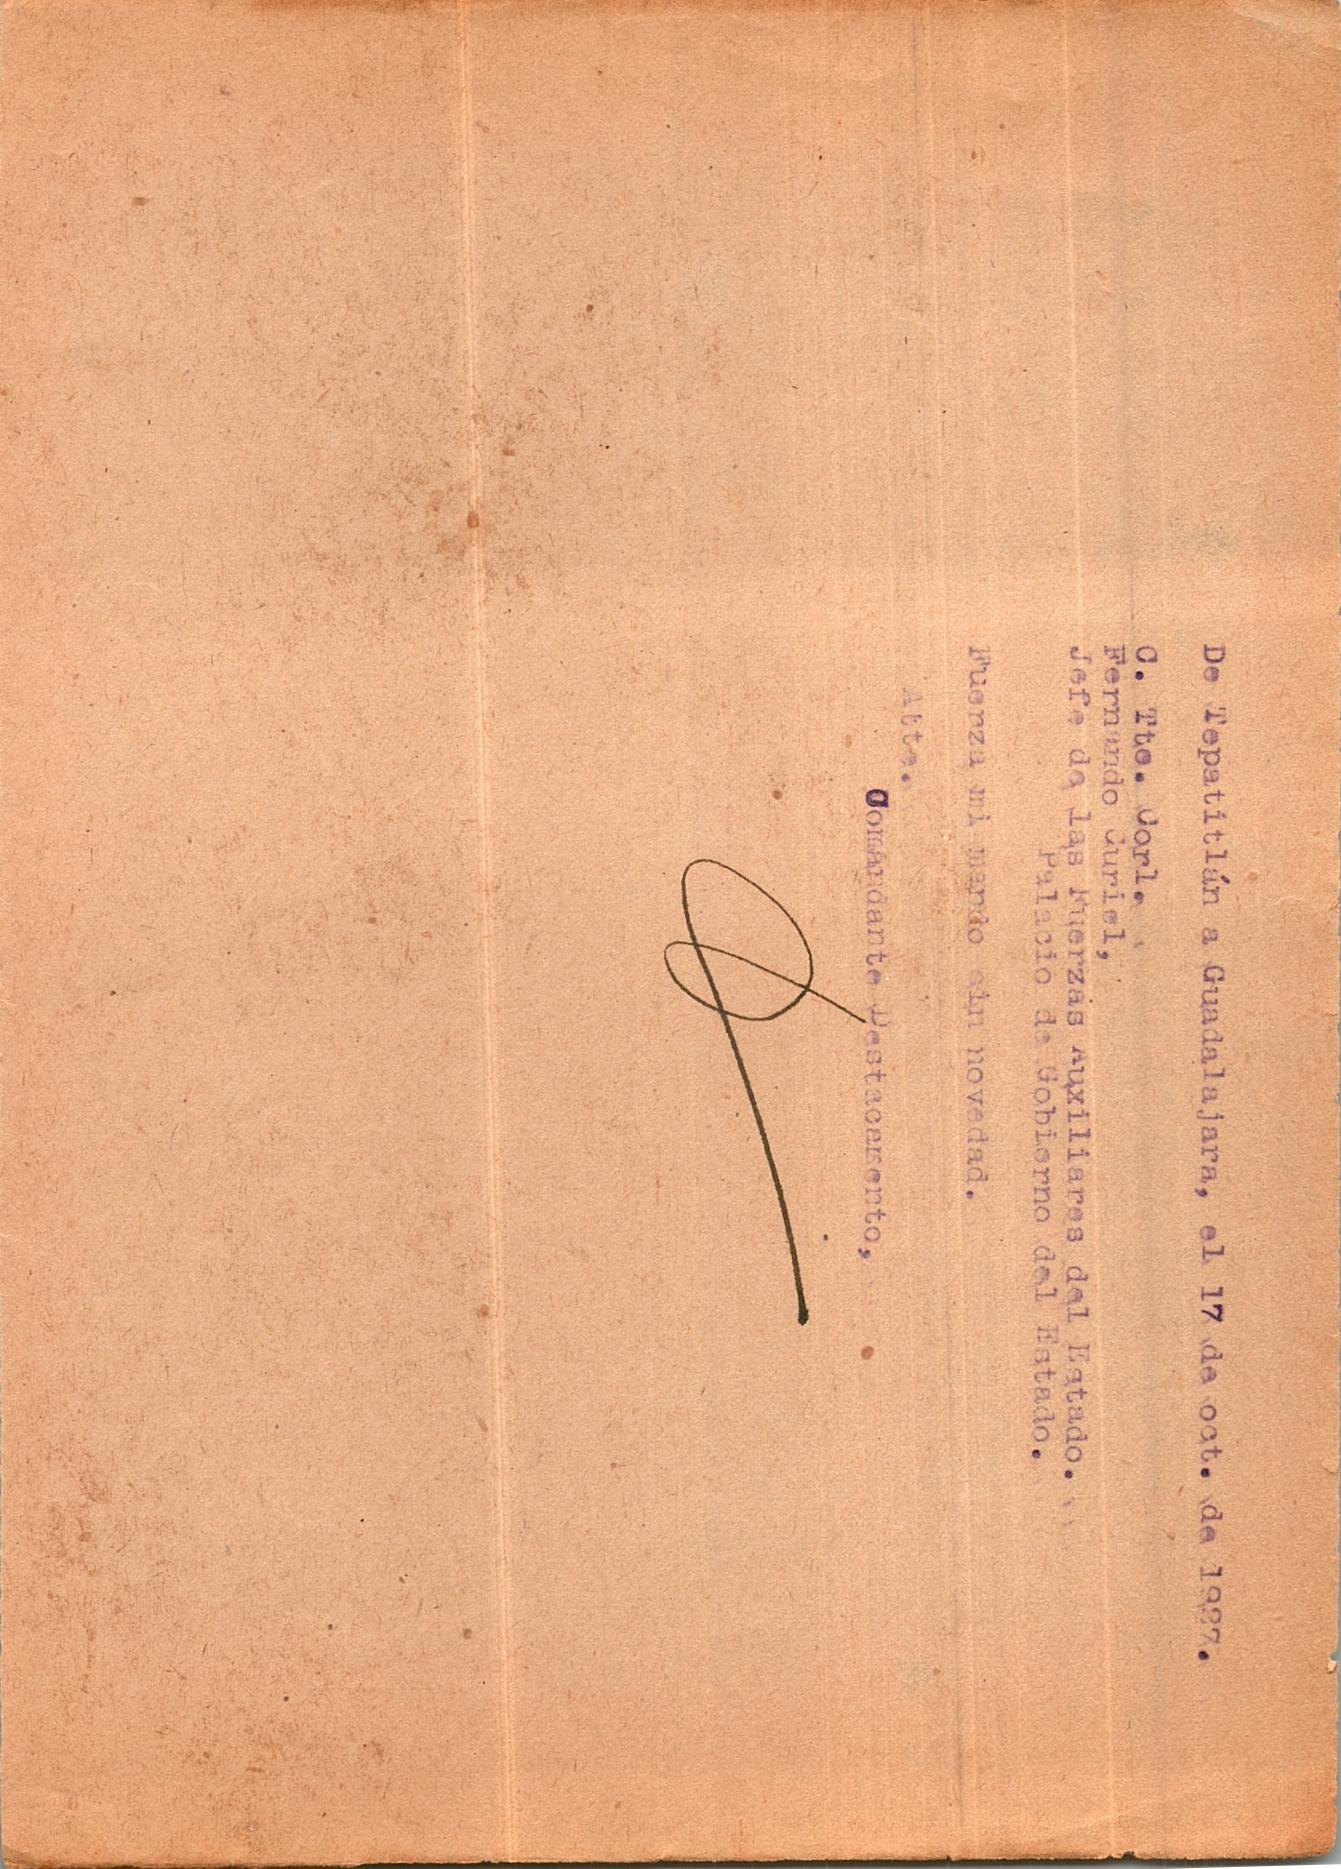 De Tepatitlán a Guadalajara, el 17 de oct. de 1927.
C. Tte. Corl.
Fernando Curiel,
Jefe de las Fuerzas Auxiliares del Estado.
Palacio de Gobierno del Estado.
Fuerza mi mando sin novedad.
Atte.
Comandante Destacamento,